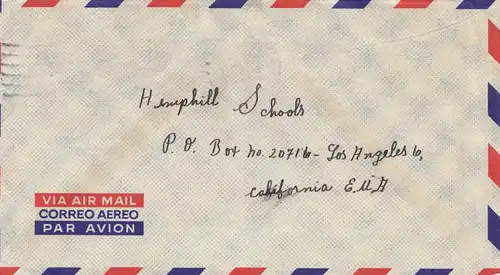 Hemphill Schools
P. O. Box no. 20716 - Los Angeles 6,
California E.U.A
VIA AIR MAIL
CORREO AEREO
PAR AVION